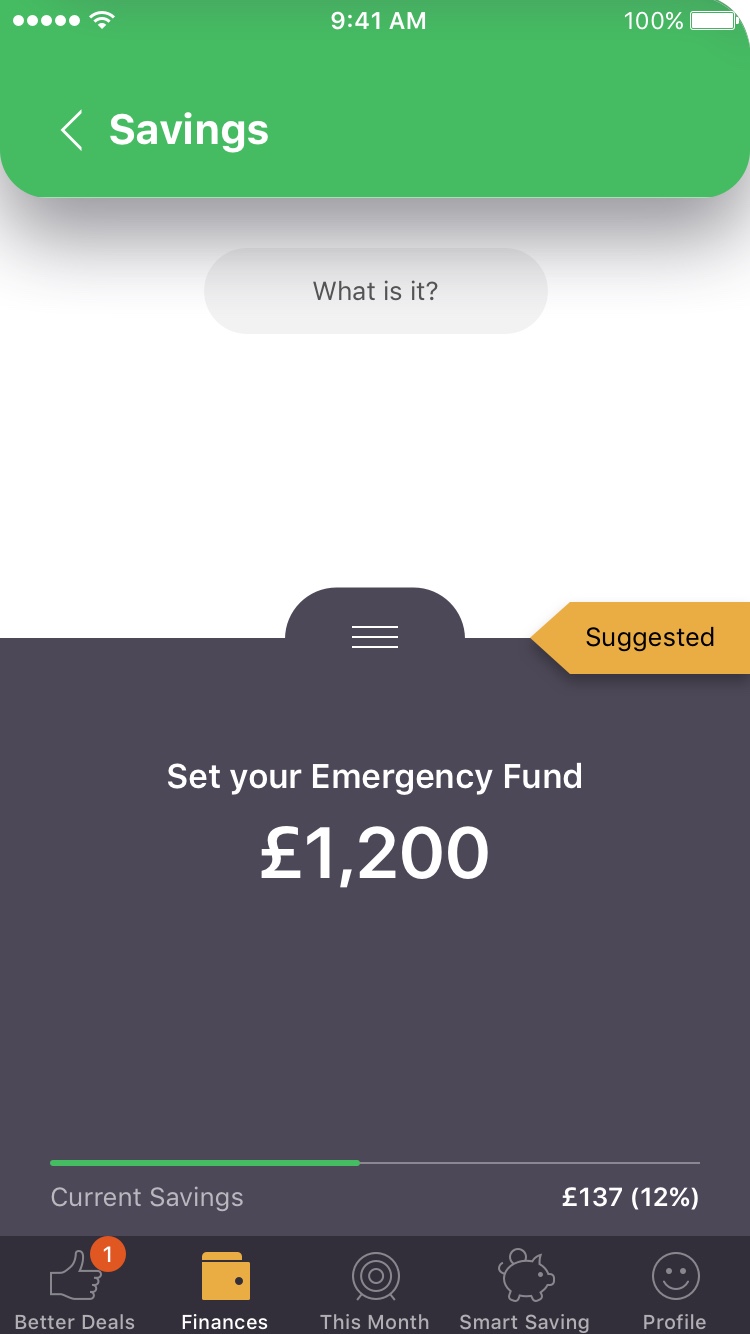 9:41 AM 100%
Savings
What is it?
Suggested
Set your Emergency Fund
£1,200
Current Savings £137 (12%)
1
Better Deals Finances This Month Smart Saving Profile